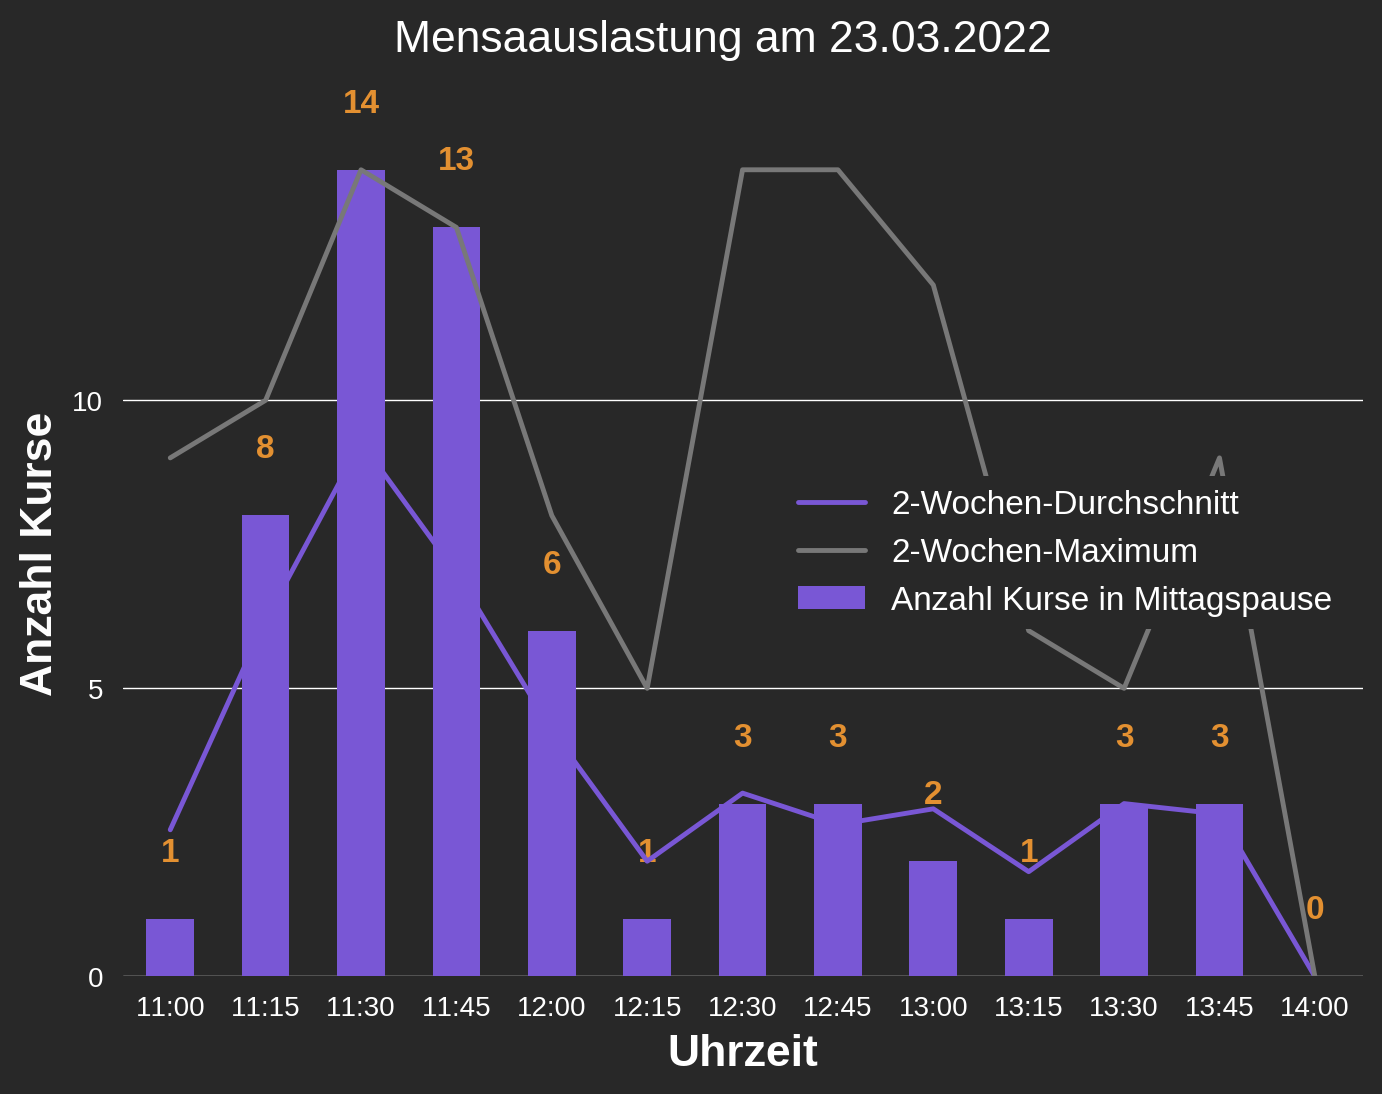 Mensaauslastung am 23.03.2022
14
13
8
6
3 3 3 3
2
1 1 1
0
Anzahl Kurse
10
5
0
2-Wochen-Durchschnitt
2-Wochen-Maximum
Anzahl Kurse in Mittagspause
11:00 11:15 11:30 11:45 12:00 12:15 12:30 12:45 13:00 13:15 13:30 13:45 14:00
Uhrzeit